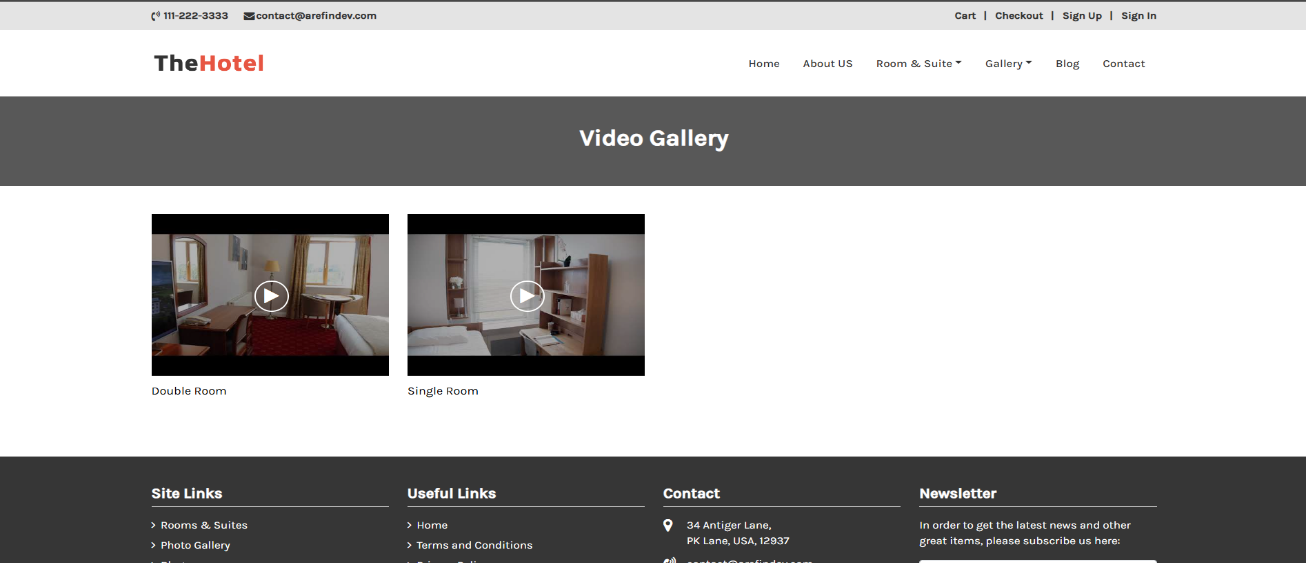 111-222-3333 contact@arefindev.com Cart | Checkout | Sign Up | Sign In
TheHotel Home About US Room & Suite Gallery Blog Contact
Video Gallery
Double Room Single Room
Site Links Useful Links Contact Newsletter
> Rooms & Suites > Home 34 Antiger Lane, In order to get the latest news and other
PK Lane, USA, 12937 great items, please subscribe us here:
> Photo Gallery > Terms and Conditions